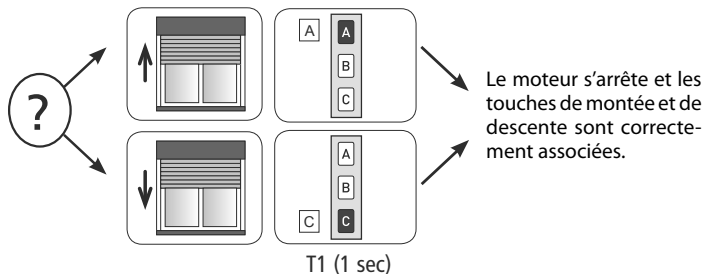 ?
A A
B
C
A
B
C C
T1 (1 sec)
Le moteur s'arrête et les
touches de montée et de
descente sont correcte-
ment associées.